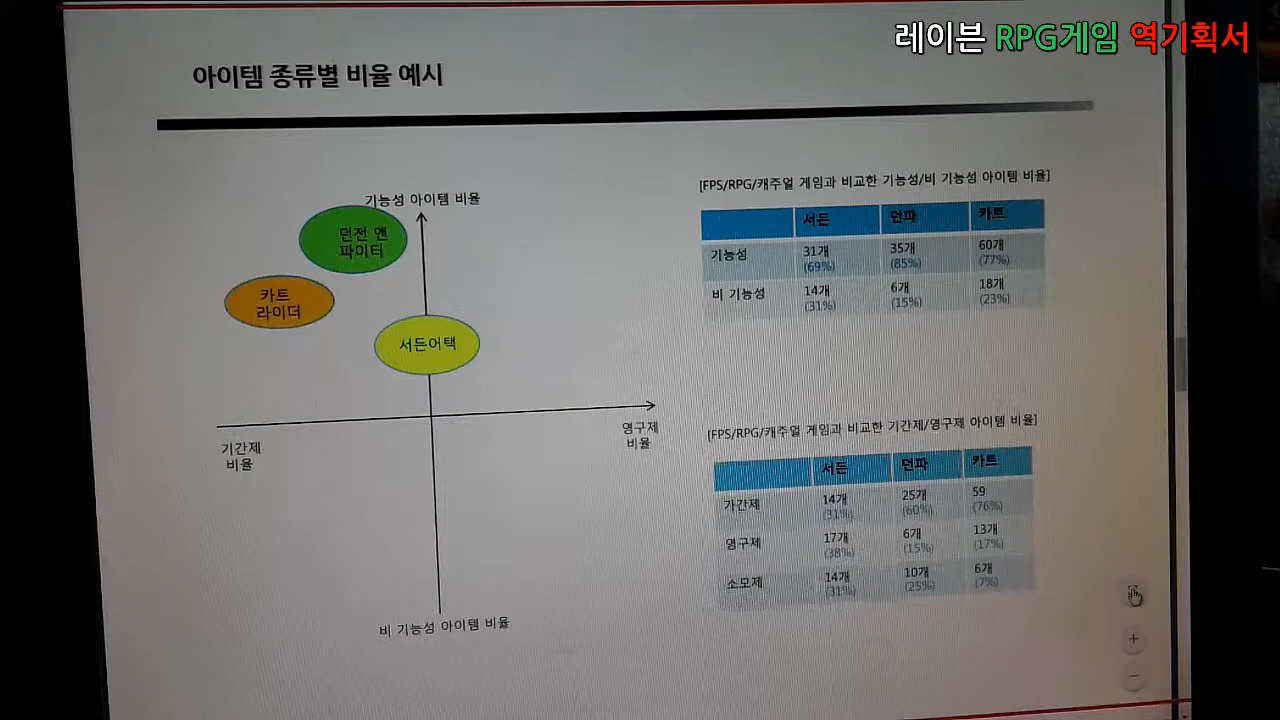 레이븐 RPG게임 역기획서
아이템 종류별 비율 예시
기능성 아이템 비율
던전 앤
파이터
카트
라이더
서든어택
기간제
비율
영구제
비율
비 기능성 아이템 비율
[FPS/RPG/캐주얼 게임과 비교한 기능성/비 기능성 아이템 비율]
서든 던파 카트
기능성 31개 35개 60개
(69%) (85%) (77%)
비 기능성 14개 6개 18개
(31%) (15%) (23%)
[FPS/RPG/캐주얼 게임과 비교한 기간제/영구제 아이템 비율]
서든 던파 카트
가간제 14개 25개 59
(31%) (60%) (76%)
영구제 17개 6개 13개
(38%) (15%) (17%)
소모제 14개 10개 6개
(31%) (25%) (7%)